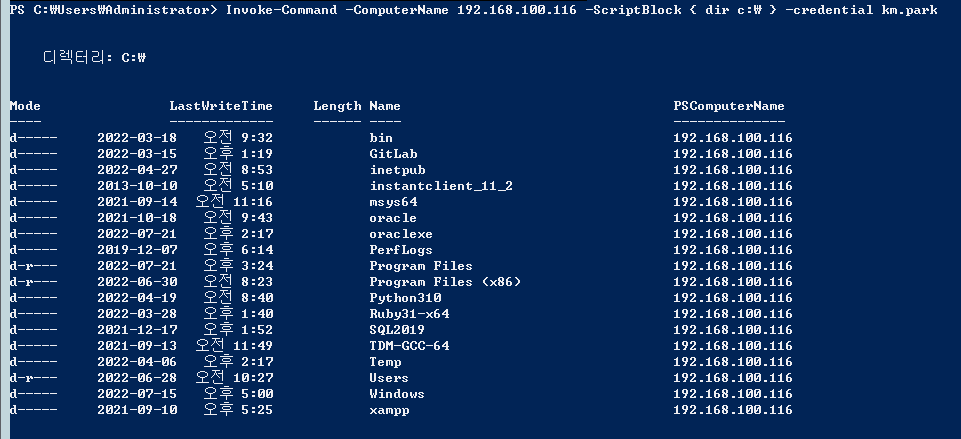 PS C:₩Users₩Administrator> Invoke-Command -ComputerName 192.168.100.116 -ScriptBlock { dir c:₩ } -credential km.park
디렉터리: C:₩
Mode LastWriteTime Length Name PSComputerName
---- ------------- ------ ---- --------------
d----- 2022-03-18 오전 9:32 bin 192.168.100.116
d----- 2022-03-15 오후 1:19 GitLab 192.168.100.116
d----- 2022-04-27 오전 8:53 inetpub 192.168.100.116
d----- 2013-10-10 오전 5:10 instantclient_11_2 192.168.100.116
d----- 2021-09-14 오전 11:16 msys64 192.168.100.116
d----- 2021-10-18 오전 9:43 oracle 192.168.100.116
d----- 2022-07-21 오후 2:17 oraclexe 192.168.100.116
d----- 2019-12-07 오후 6:14 PerfLogs 192.168.100.116
d-r--- 2022-07-21 오후 3:24 Program Files 192.168.100.116
d-r--- 2022-06-30 오전 8:23 Program Files (x86) 192.168.100.116
d----- 2022-04-19 오전 8:40 Python310 192.168.100.116
d----- 2022-03-28 오후 1:40 Ruby31-x64 192.168.100.116
d----- 2021-12-17 오후 1:52 SQL2019 192.168.100.116
d----- 2021-09-13 오전 11:49 TDM-GCC-64 192.168.100.116
d----- 2022-04-06 오후 2:17 Temp 192.168.100.116
d-r--- 2022-06-28 오전 10:27 Users 192.168.100.116
d----- 2022-07-15 오후 5:00 Windows 192.168.100.116
d----- 2021-09-10 오후 5:25 xampp 192.168.100.116